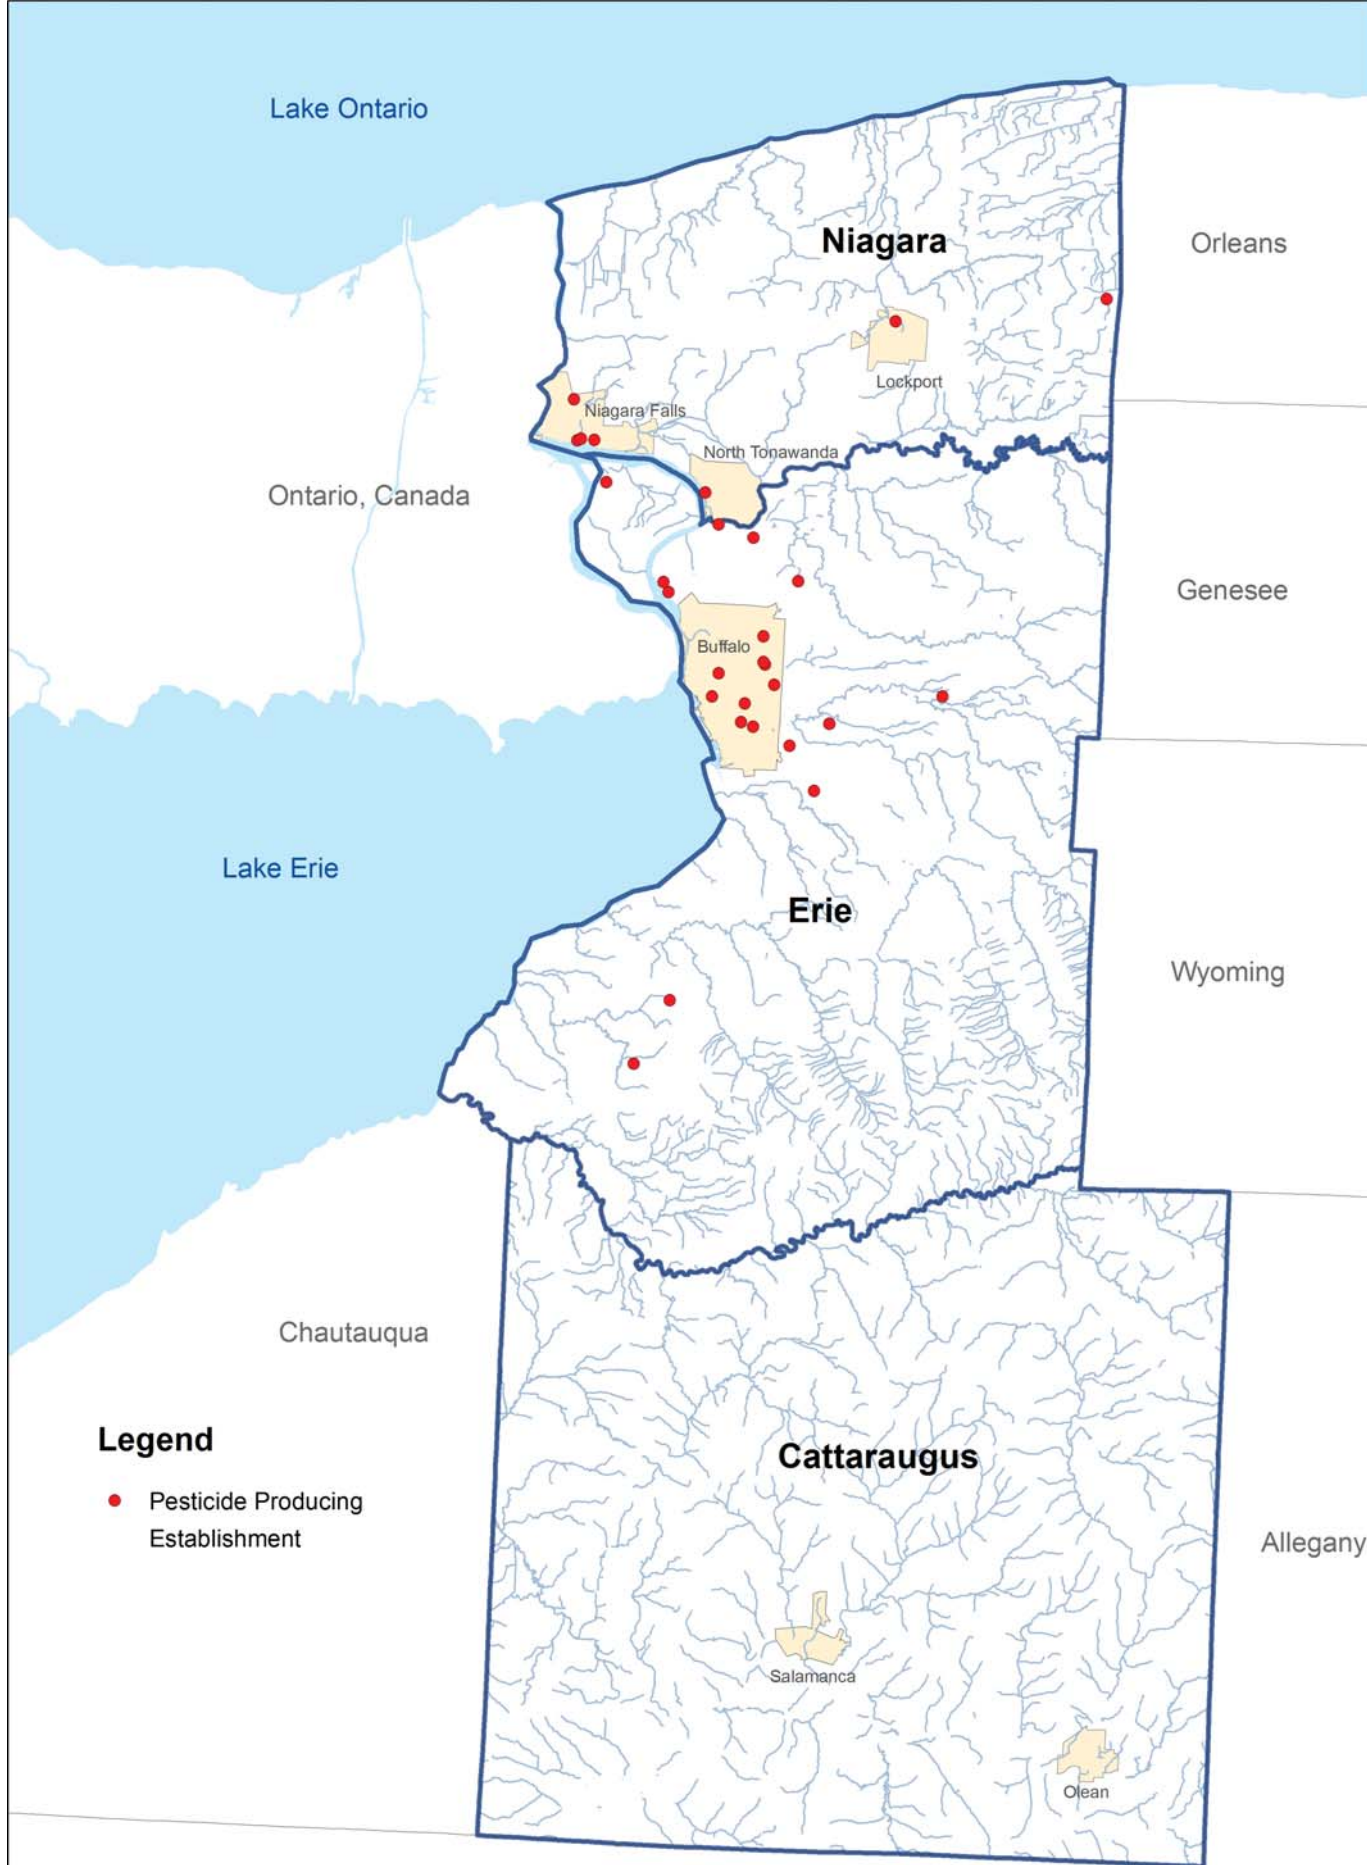 Lake Ontario
Niagara
Orleans
Lockport
Niagara Falls
North Tonawanda
Ontario, Canada
Genesee
Buffalo
Lake Erie
Erie
Wyoming
Chautauqua
Legend
Pesticide Producing
Establishment
Cattaraugus
Allegany
Salamanca
Olean